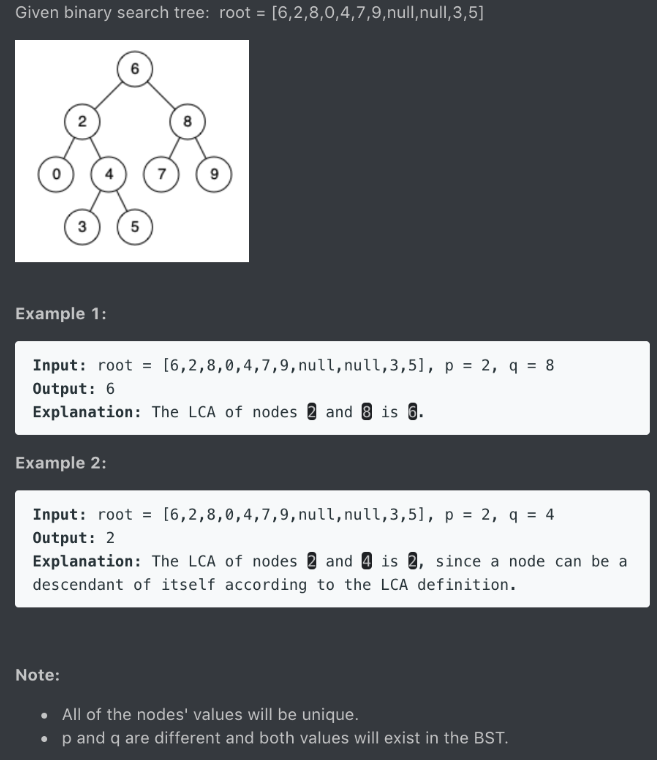 Given binary search tree:  root = [6,2,8,0,4,7,9,null,null,3,5]
6
2 8
0 4 7 9
3 5
Example 1:
Input: root = [6,2,8,0,4,7,9,null,null,3,5], p = 2, q = 8
Output: 6
Explanation: The LCA of nodes 2 and 8 is 6.
Example 2:
Input: root = [6,2,8,0,4,7,9,null,null,3,5], p = 2, q = 4
Output: 2
Explanation: The LCA of nodes 2 and 4 is 2, since a node can be a
descendant of itself according to the LCA definition.
Note:
• All of the nodes' values will be unique.
• p and q are different and both values will exist in the BST.